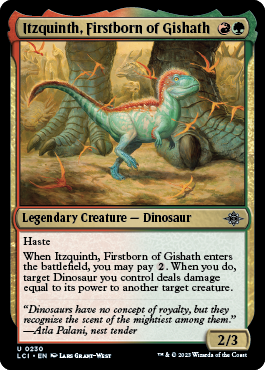 Itzquinth, Firstborn of Gishath
Legendary Creature — Dinosaur
Haste
When Itzquinth, Firstborn of Gishath enters
the battlefield, you may pay 2. When you do,
target Dinosaur you control deals damage
equal to its power to another target creature.
"Dinosaurs have no concept of royalty, but they
recognize the scent of the mightiest among them."
—Atla Palani, nest tender
2/3
U 0230
LCI • EN Lars Grant-West
™ & © 2023 Wizards of the Coast